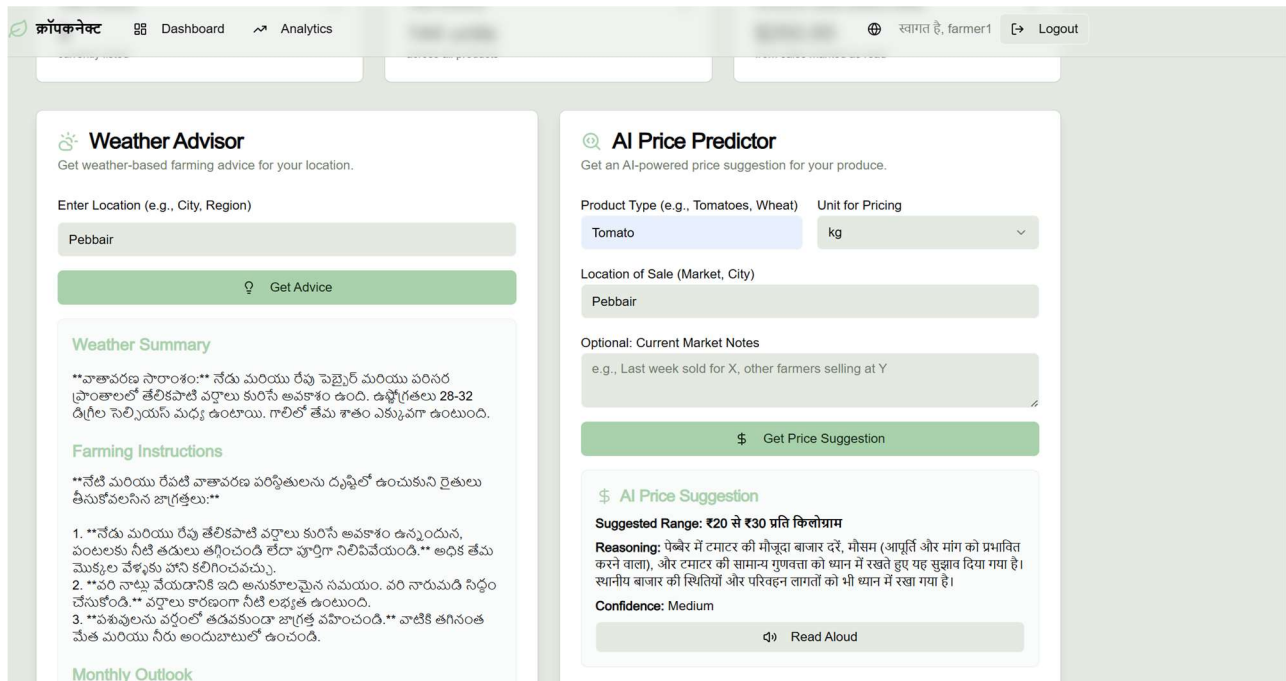 क्रॉपकनेक्ट
Dashboard
Analytics
स्वागत है, farmer1
Logout
Weather Advisor
Get weather-based farming advice for your location.
Enter Location (e.g., City, Region)
Pebbair
Get Advice
Weather Summary
**వాతావరణ సారాంశం:** నేడు మరియు రేపు పెబ్బైర్ మరియు పరిసర
ప్రాంతాలలో తేలికపాటి వర్షాలు కురిసే అవకాశం ఉంది. ఉష్ణోగ్రతలు 28-32
డిగ్రీల సెల్సియస్ మధ్య ఉంటాయి. గాలిలో తేమ శాతం ఎక్కువగా ఉంటుంది.
Farming Instructions
**నేటి మరియు రేపటి వాతావరణ పరిస్థితులను దృష్టిలో ఉంచుకుని రైతులు
తీసుకోవలసిన జాగ్రత్తలు:**
1. **నేడు మరియు రేపు తేలికపాటి వర్షాలు కురిసే అవకాశం ఉన్నందున,
పంటలకు నీటి తడులు తగ్గించండి లేదా పూర్తిగా నిలిపివేయండి.** అధిక తేమ
మొక్కల వేళ్ళకు హాని కలిగించవచ్చు.
2. **వరి నాట్లు వేయడానికి ఇది అనుకూలమైన సమయం. వరి నారుమడి సిద్ధం
చేసుకోండి.** వర్షాలు కారణంగా నీటి లభ్యత ఉంటుంది.
3. **పశువులను వర్షంలో తడవకుండా జాగ్రత్త వహించండి.** వాటికి తగినంత
మేత మరియు నీరు అందుబాటులో ఉంచండి.
Monthly Outlook
AI Price Predictor
Get an AI-powered price suggestion for your produce.
Product Type (e.g., Tomatoes, Wheat)
Unit for Pricing
Tomato
kg
Location of Sale (Market, City)
Pebbair
Optional: Current Market Notes
e.g., Last week sold for X, other farmers selling at Y
$ Get Price Suggestion
$ AI Price Suggestion
Suggested Range: ₹20 से ₹30 प्रति किलोग्राम
Reasoning: पेब्बैर में टमाटर की मौजूदा बाजार दरें, मौसम (आपूर्ति और मांग को प्रभावित
करने वाला), और टमाटर की सामान्य गुणवत्ता को ध्यान में रखते हुए यह सुझाव दिया गया है।
स्थानीय बाजार की स्थितियों और परिवहन लागतों को भी ध्यान में रखा गया है।
Confidence: Medium
Read Aloud